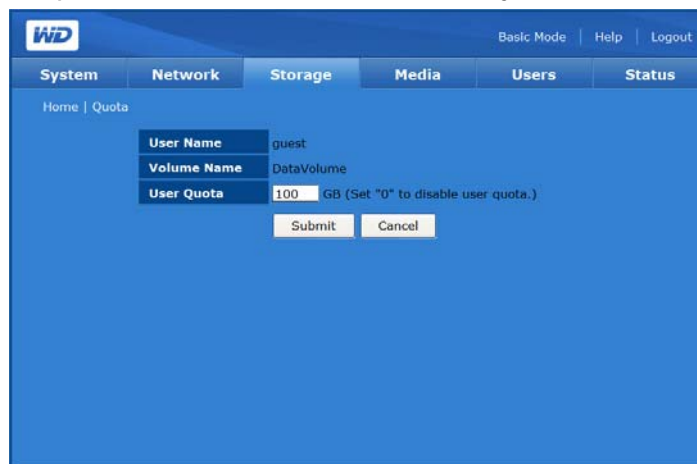 WD
Basic Mode | Help | Logout
System Network Storage Media Users Status
Home | Quota
User Name guest
Volume Name DataVolume
User Quota 100 GB (Set "0" to disable user quota.)
Submit Cancel